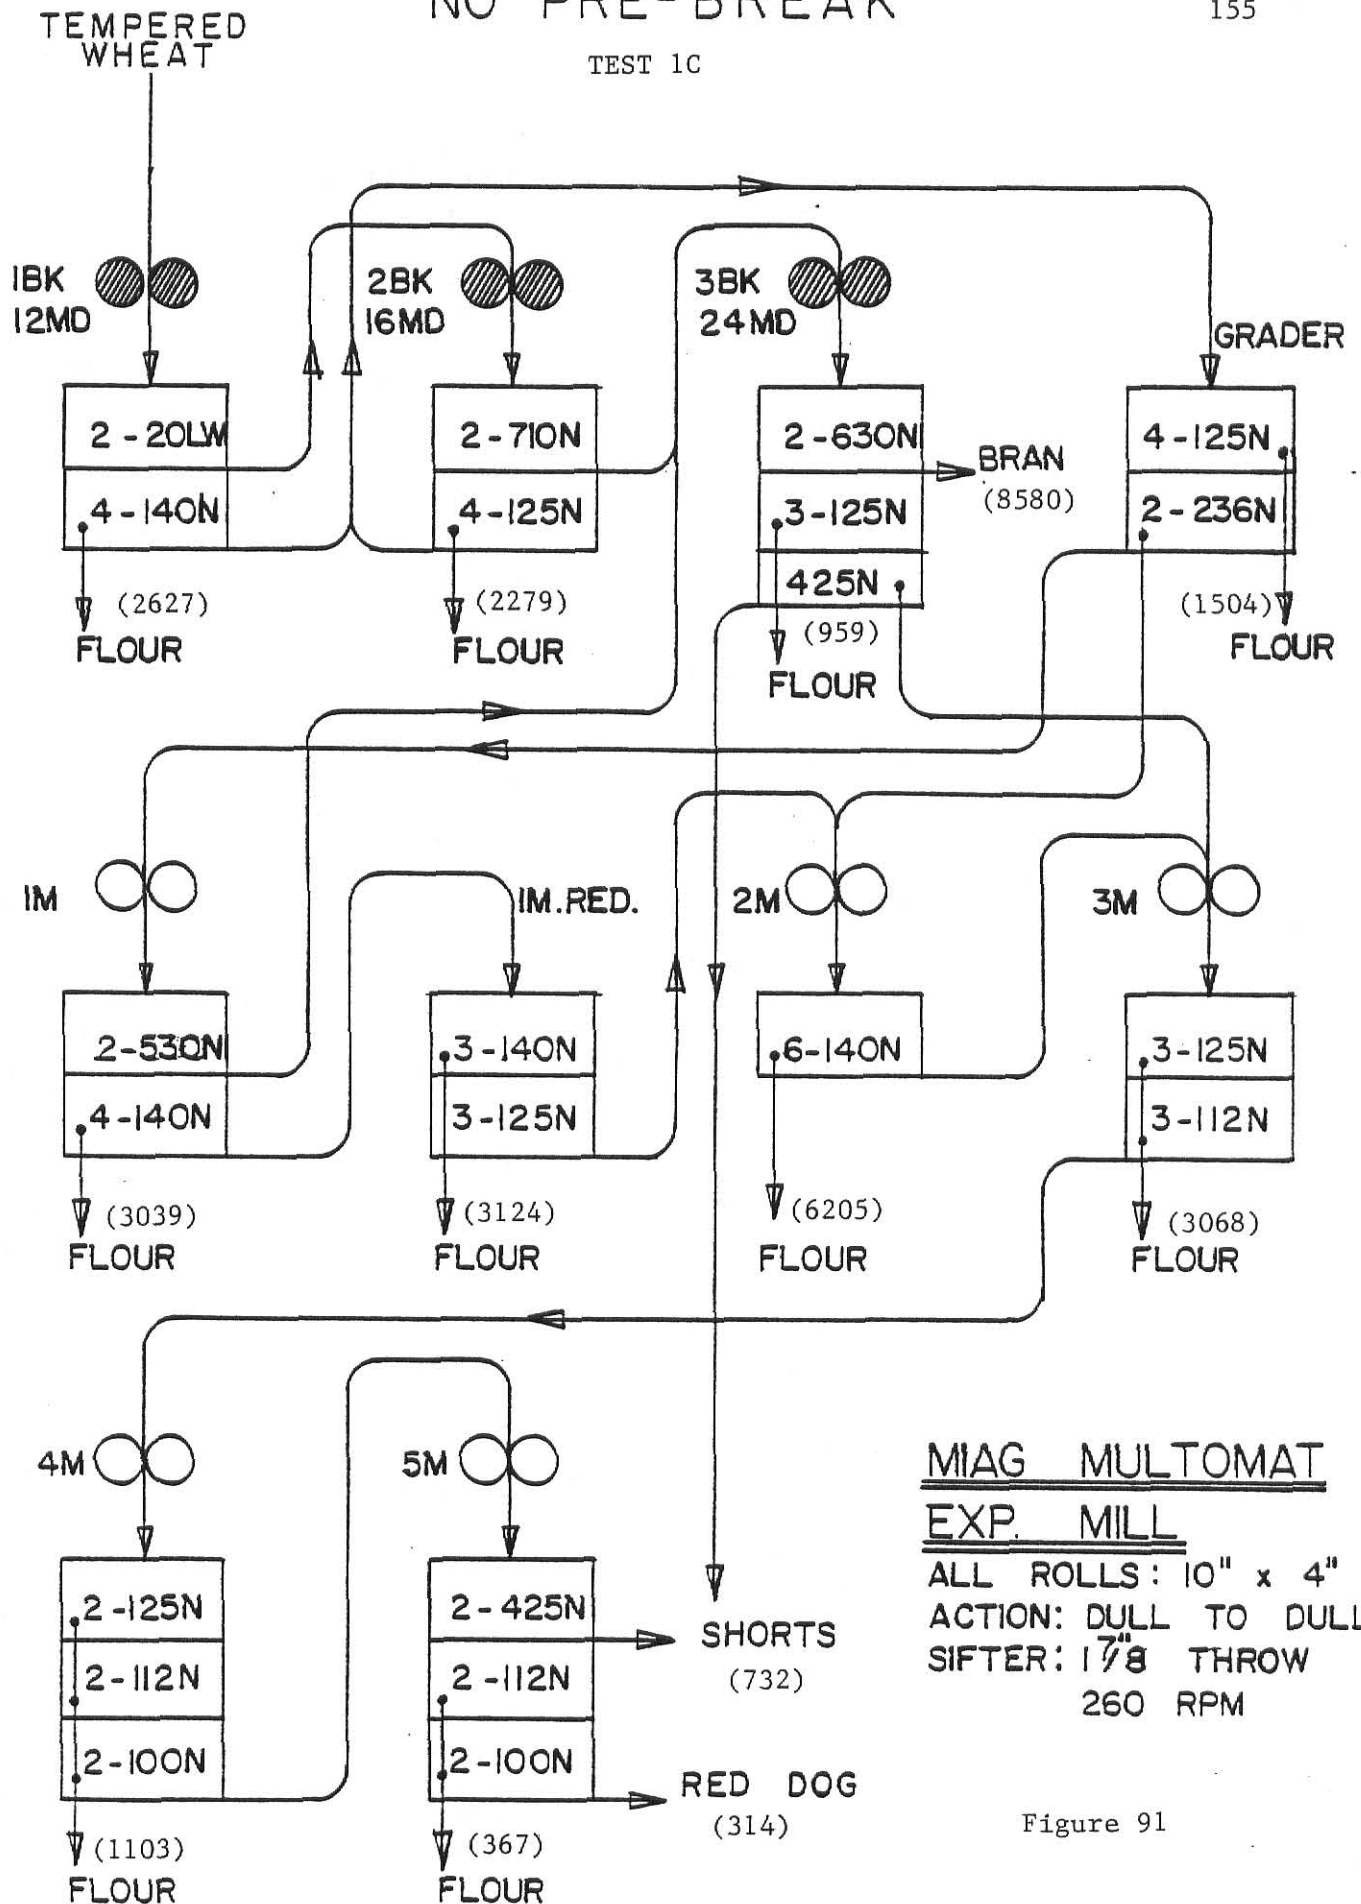 NO PRE-BREAK
155
TEMPERED
WHEAT
TEST 1C
1BK
12MD
2BK
16MD
3BK
24MD
GRADER
2-20LW
4-140N
(2627)
FLOUR
2-710N
4-125N
(2279)
FLOUR
2-630N
BRAN
(8580)
3-125N
425N
(959)
FLOUR
4-125N
2-236N
(1504)
FLOUR
1M
1M.RED.
2M
3M
2-530N
4-140N
(3039)
FLOUR
3-140N
3-125N
(3124)
FLOUR
6-140N
(6205)
FLOUR
3-125N
3-112N
(3068)
FLOUR
4M
5M
2-125N
2-112N
2-100N
(1103)
FLOUR
2-425N
2-112N
2-100N
(367)
FLOUR
SHORTS
(732)
RED DOG
(314)
MIAG MULTOMAT
EXP. MILL
ALL ROLLS: 10" x 4"
ACTION: DULL TO DULL
SIFTER: 1 7/8" THROW
260 RPM
Figure 91